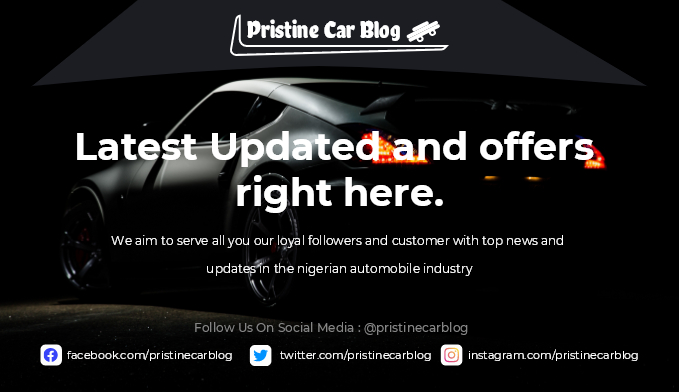 Pristine Car Blog
Latest Updated and offers
right here.
We aim to serve all you our loyal followers and customer with top news and
updates in the nigerian automobile industry
Follow Us On Social Media : @pristinecarblog
facebook.com/pristinecarblog twitter.com/pristinecarblog instagram.com/pristinecarblog